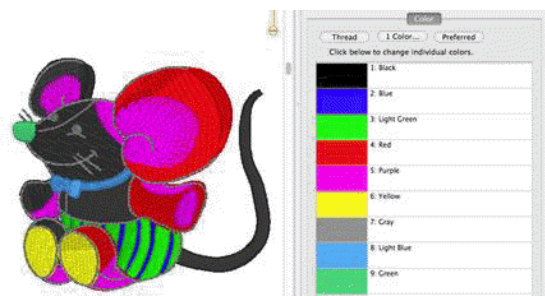 Color
Thread
1 Color...
Preferred
Click below to change individual colors.
1: Black
2: Blue
3: Light Green
4: Red
5: Purple
6: Yellow
7: Gray
8: Light Blue
9: Green